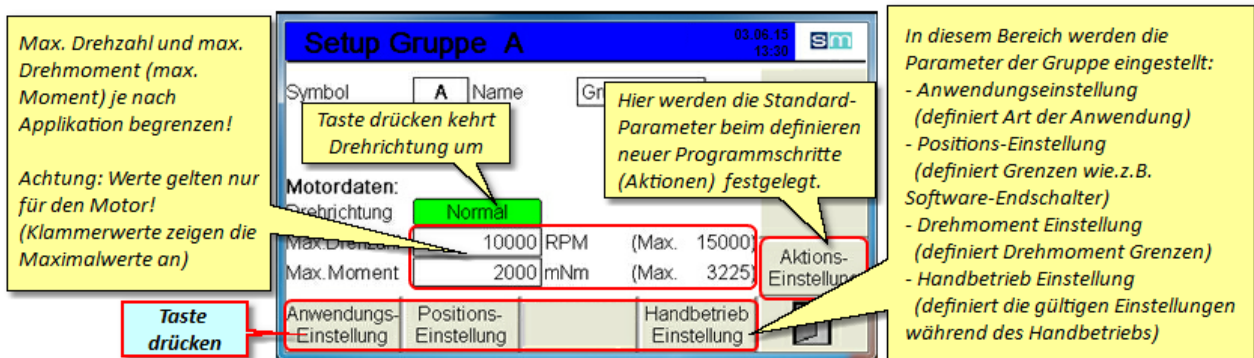 Max. Drehzahl und max.
Drehmoment (max.
Moment) je nach
Applikation begrenzen!
Achtung: Werte gelten nur
für den Motor!
(Klammerwerte zeigen die
Maximalwerte an)
Taste
drücken
Setup Gruppe A
03.06.15
13:30
sm
Symbol A Name Gr
Taste drücken kehrt
Drehrichtung um
Hier werden die Standard-
Parameter beim definieren
neuer Programmschritte
(Aktionen) festgelegt.
Motordaten:
Drehrichtung Normal
Max.Drehzahl 10000 RPM (Max. 15000)
Max.Moment 2000 mNm (Max. 3225)
Aktions-
Einstellung
Anwendungs-
Einstellung
Positions-
Einstellung
Handbetrieb
Einstellung
In diesem Bereich werden die
Parameter der Gruppe eingestellt:
- Anwendungseinstellung
(definiert Art der Anwendung)
- Positions-Einstellung
(definiert Grenzen wie.z.B.
Software-Endschalter)
- Drehmoment Einstellung
(definiert Drehmoment Grenzen)
- Handbetrieb Einstellung
(definiert die gültigen Einstellungen
während des Handbetriebs)